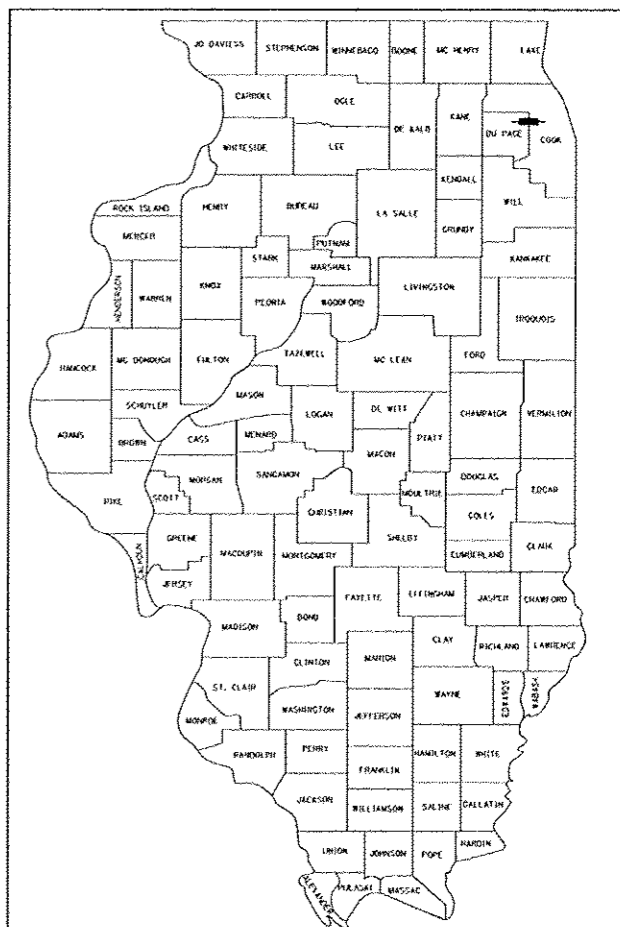 JO DAVIESS STEPHENSON WINNEBAGO BOONE MC HENRY LAKE
CARROLL OGLE DE KALB KANE DU PAGE COOK
WHITESIDE LEE KENDALL
ROCK ISLAND HENRY BUREAU LA SALLE GRUNDY WILL
MERCER STARK PUTNAM KANKAKEE
HENDERSON WARREN KNOX PEORIA MARSHALL WOODFORD LIVINGSTON IROQUOIS
HANCOCK MC DONOUGH FULTON TAZEWELL MC LEAN FORD
SCHUYLER MASON LOGAN DE WITT CHAMPAIGN VERMILION
ADAMS BROWN CASS MENARD MACON PIATT
PIKE SCOTT MORGAN SANGAMON CHRISTIAN MOULTRIE DOUGLAS EDGAR
COLES
CALHOUN GREENE MACOUPIN MONTGOMERY SHELBY CUMBERLAND CLARK
JERSEY FAYETTE EFFINGHAM JASPER CRAWFORD
MADISON BOND CLAY RICHLAND LAWRENCE
CLINTON MARION
ST. CLAIR WAYNE EDWARDS WABASH
MONROE WASHINGTON JEFFERSON
RANDOLPH PERRY HAMILTON WHITE
FRANKLIN
JACKSON WILLIAMSON SALINE GALLATIN
UNION JOHNSON POPE HARDIN
ALEXANDER PULASKI MASSAC